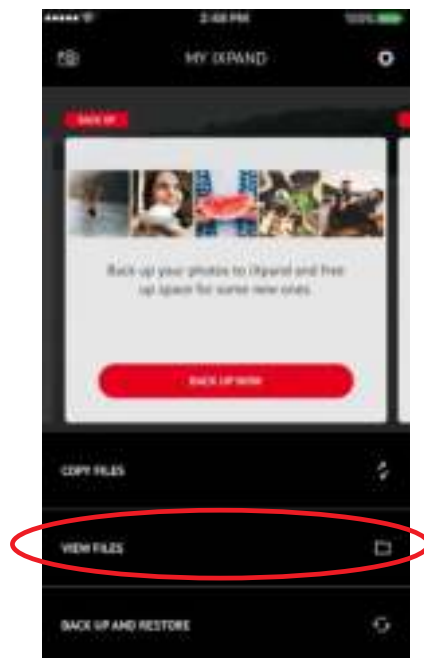 2:48 PM 100%
MY IXPAND
BACK UP
Back up your photos to iXpand and free
up space for some new ones.
BACK UP NOW
COPY FILES
VIEW FILES
BACK UP AND RESTORE